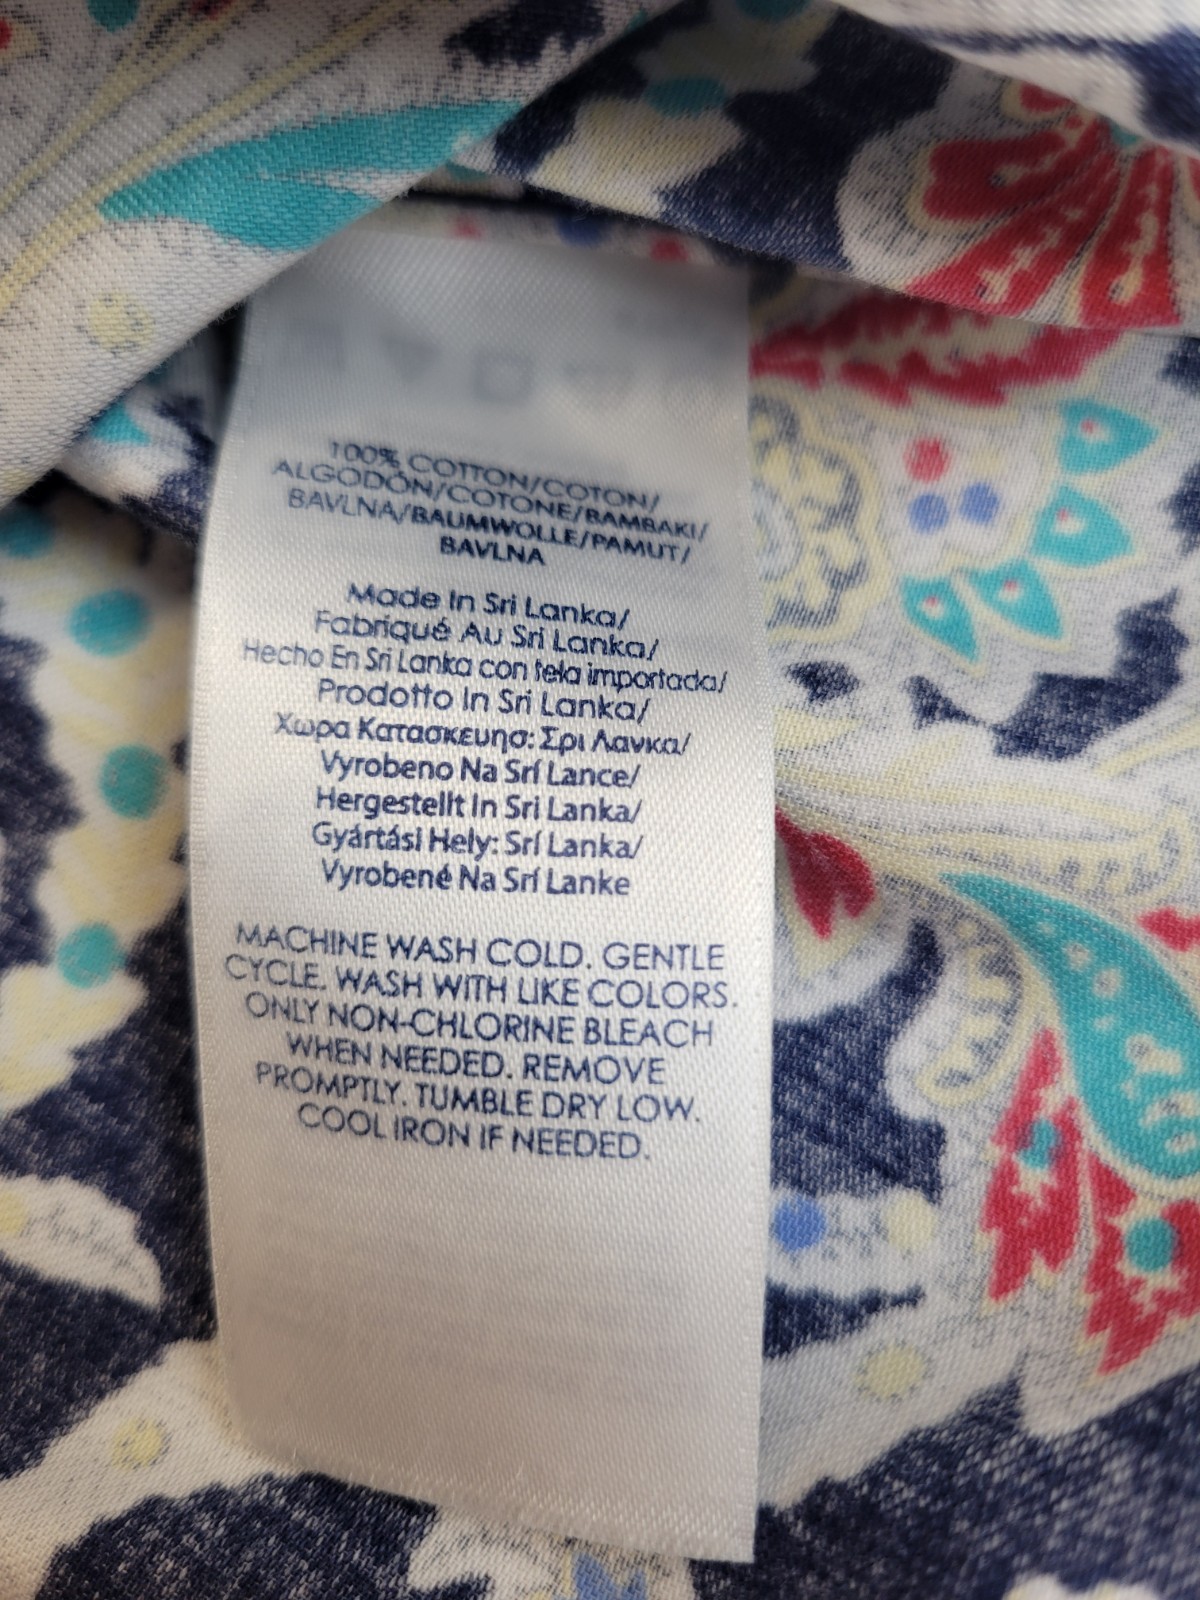 100% COTTON/COTON/
ALGODÓN/COTONE/BAMBAKI/
BAVLNA/BAUMWOLLE/PAMUT/
BAVLNA
Made In Sri Lanka/
Fabriqué Au Sri Lanka/
Hecho En Sri Lanka con tela importada/
Prodotto In Sri Lanka/
Χωρα Κατασκευησ: Σρι Λανκα/
Vyrobeno Na Srí Lance/
Hergestellt In Sri Lanka/
Gyártási Hely: Srí Lanka/
Vyrobené Na Srí Lanke
MACHINE WASH COLD. GENTLE
CYCLE. WASH WITH LIKE COLORS.
ONLY NON-CHLORINE BLEACH
WHEN NEEDED. REMOVE
PROMPTLY. TUMBLE DRY LOW.
COOL IRON IF NEEDED.